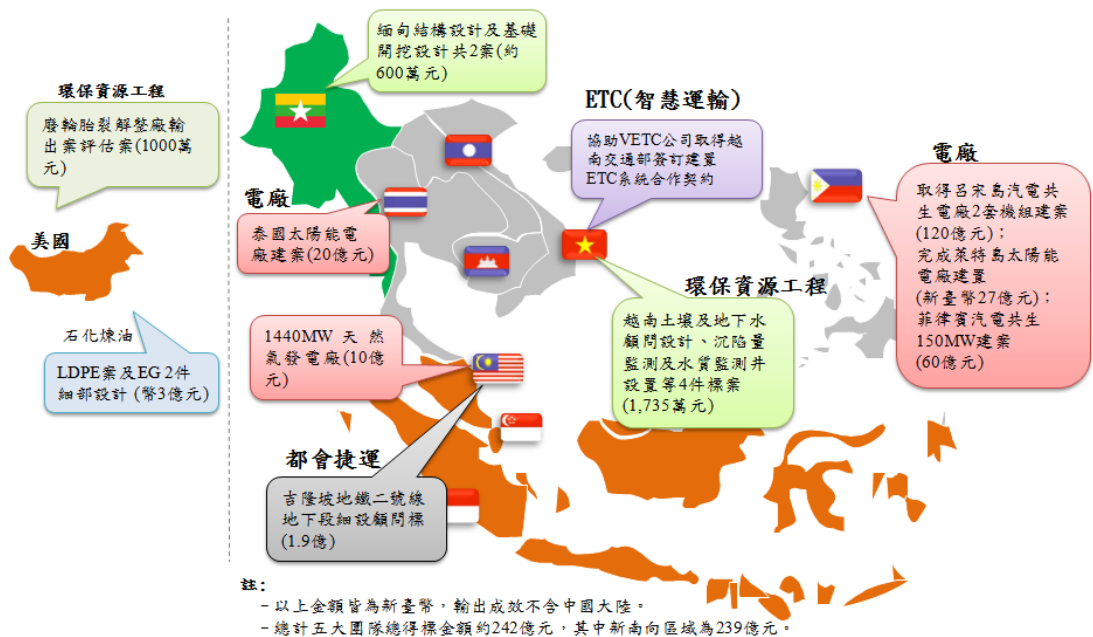 緬甸結構設計及基礎
開挖設計共2案(約
600萬元)
環保資源工程
廢輪胎裂解整廠輸
出案評估案(1000萬
元)
美國
石化煉油
LDPE案及EG 2件
細部設計 (幣3億元)
電廠
泰國太陽能電
廠建案(20億元)
1440MW 天 然
氣發電廠(10億
元)
都會捷運
吉隆坡地鐵二號線
地下段細設顧問標
(1.9億)
ETC(智慧運輸)
協助VETC公司取得越
南交通部簽訂建置
ETC系統合作契約
環保資源工程
越南土壤及地下水
顧問設計、沉陷量
監測及水質監測井
設置等4件標案
(1,735萬元)
電廠
取得呂宋島汽電共
生電廠2套機組建案
(120億元)；
完成萊特島太陽能
電廠建置
(新臺幣27億元)；
菲律賓汽電共生
150MW建案
(60億元)
註：
－以上金額皆為新臺幣，輸出成效不含中國大陸。
－總計五大團隊總得標金額約242億元，其中新南向區域為239億元。